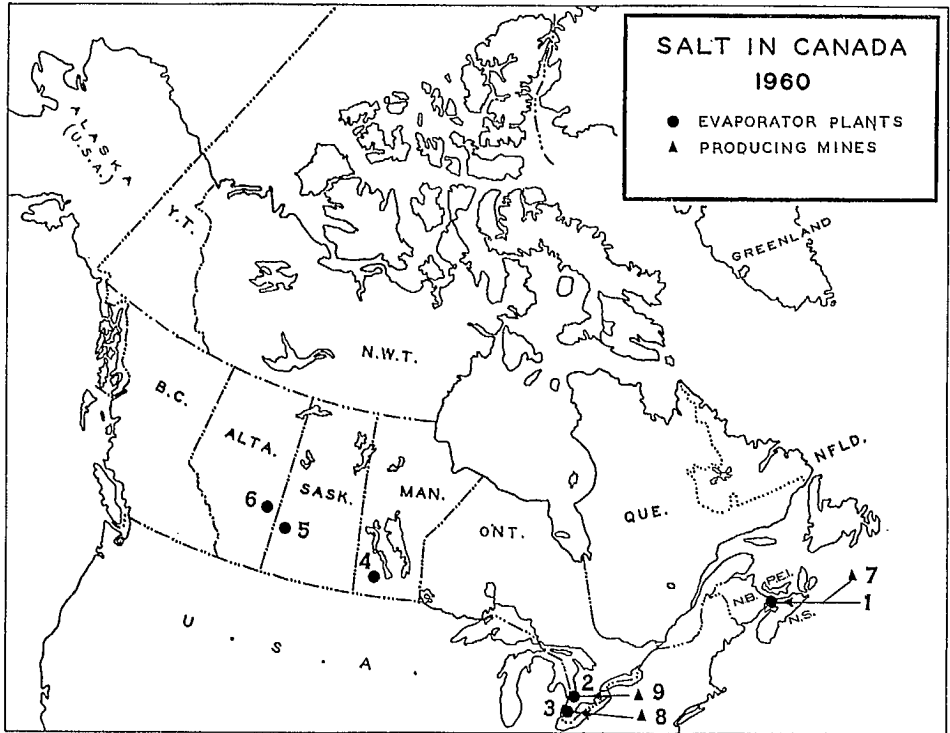 SALT IN CANADA
1960
● EVAPORATOR PLANTS
▲ PRODUCING MINES
ALASKA
(U.S.A.)
Y.T.
GREENLAND
N.W.T.
B.C.
ALTA.
SASK.
MAN.
ONT.
QUE.
NFLD.
6
5
4
P.E.I.
N.B.
N.S.
7
1
U. S. A.
2
9
3
8